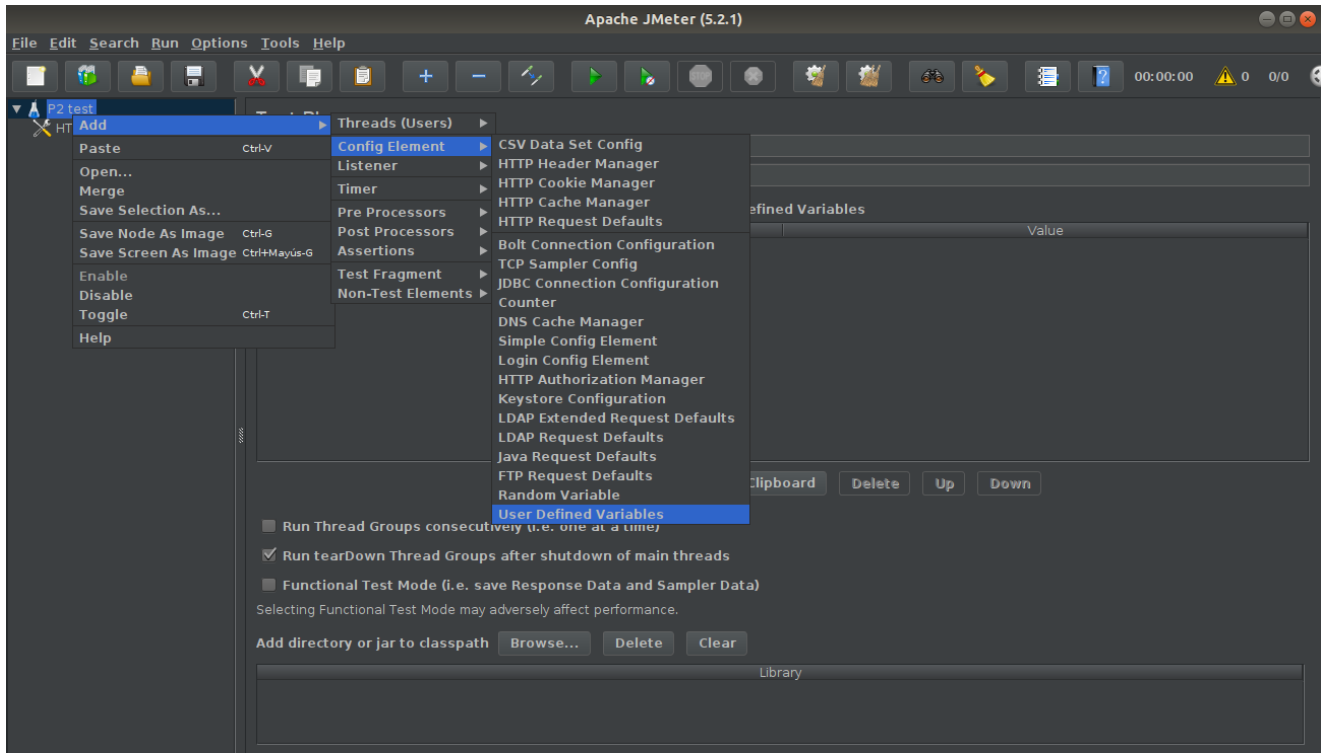 Apache JMeter (5.2.1)
File Edit Search Run Options Tools Help
00:00:00 0 0/0
P2 test
HT
Add
Paste Ctrl-V
Open...
Merge
Save Selection As...
Save Node As Image Ctrl-G
Save Screen As Image Ctrl+Mayús-G
Enable
Disable
Toggle Ctrl-T
Help
Threads (Users)
Config Element
Listener
Timer
Pre Processors
Post Processors
Assertions
Test Fragment
Non-Test Elements
CSV Data Set Config
HTTP Header Manager
HTTP Cookie Manager
HTTP Cache Manager
HTTP Request Defaults
Bolt Connection Configuration
TCP Sampler Config
JDBC Connection Configuration
Counter
DNS Cache Manager
Simple Config Element
Login Config Element
HTTP Authorization Manager
Keystore Configuration
LDAP Extended Request Defaults
LDAP Request Defaults
Java Request Defaults
FTP Request Defaults
Random Variable
User Defined Variables
efined Variables
Value
Clipboard Delete Up Down
Run Thread Groups consecutively (i.e. one at a time)
Run tearDown Thread Groups after shutdown of main threads
Functional Test Mode (i.e. save Response Data and Sampler Data)
Selecting Functional Test Mode may adversely affect performance.
Add directory or jar to classpath Browse... Delete Clear
Library